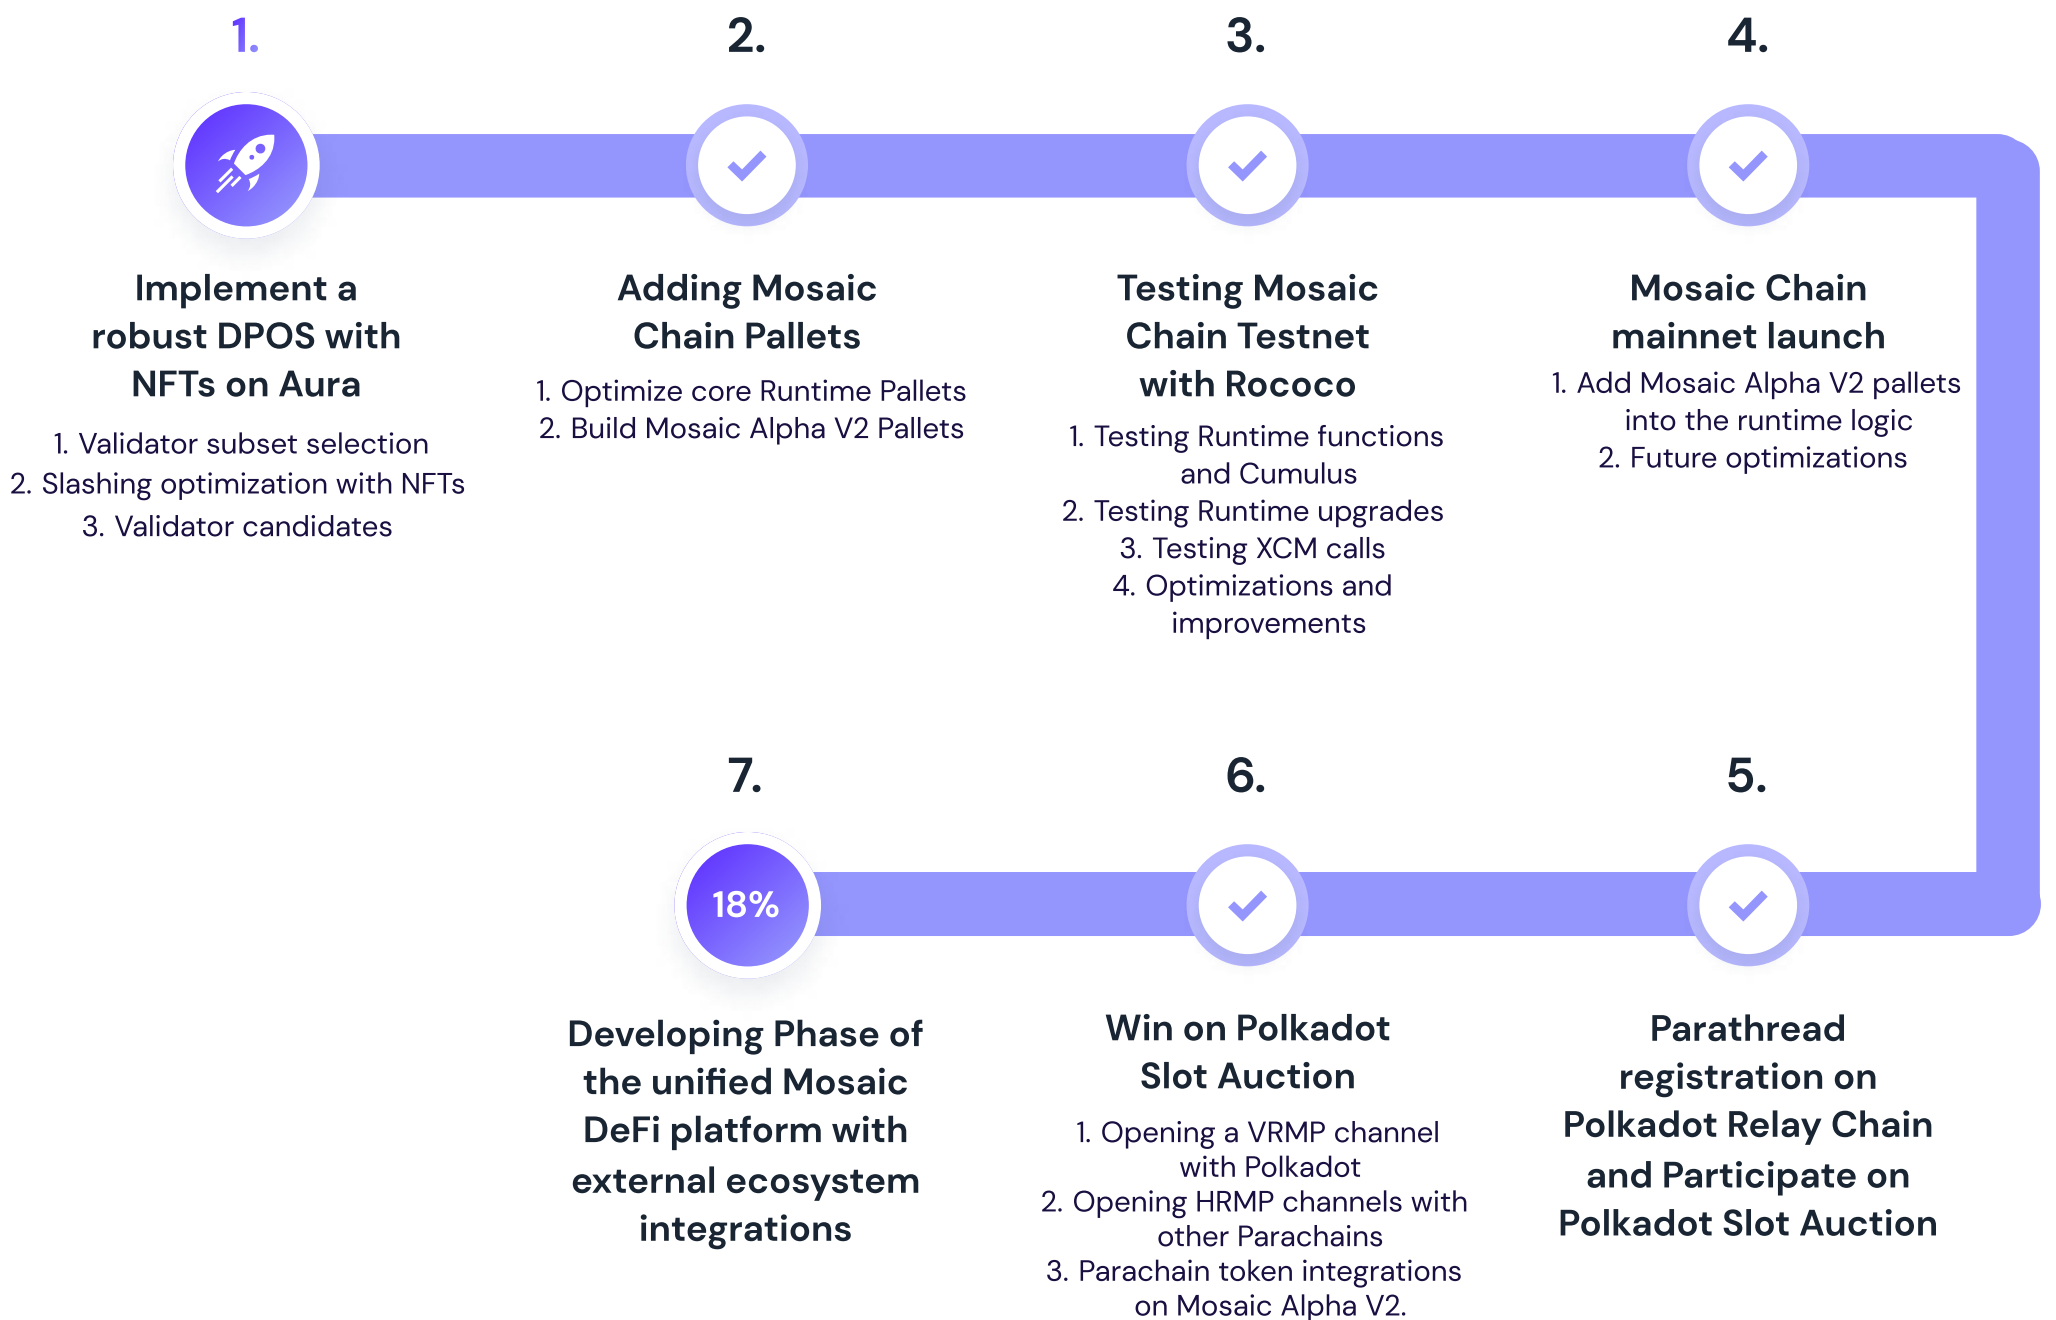 1.
Implement a
robust DPOS with
NFTs on Aura
1. Validator subset selection
2. Slashing optimization with NFTs
3. Validator candidates
2.
Adding Mosaic
Chain Pallets
1. Optimize core Runtime Pallets
2. Build Mosaic Alpha V2 Pallets
3.
Testing Mosaic
Chain Testnet
with Rococo
1. Testing Runtime functions
and Cumulus
2. Testing Runtime upgrades
3. Testing XCM calls
4. Optimizations and
improvements
4.
Mosaic Chain
mainnet launch
1. Add Mosaic Alpha V2 pallets
into the runtime logic
2. Future optimizations
5.
Parathread
registration on
Polkadot Relay Chain
and Participate on
Polkadot Slot Auction
6.
Win on Polkadot
Slot Auction
1. Opening a VRMP channel
with Polkadot
2. Opening HRMP channels with
other Parachains
3. Parachain token integrations
on Mosaic Alpha V2.
7.
18%
Developing Phase of
the unified Mosaic
DeFi platform with
external ecosystem
integrations